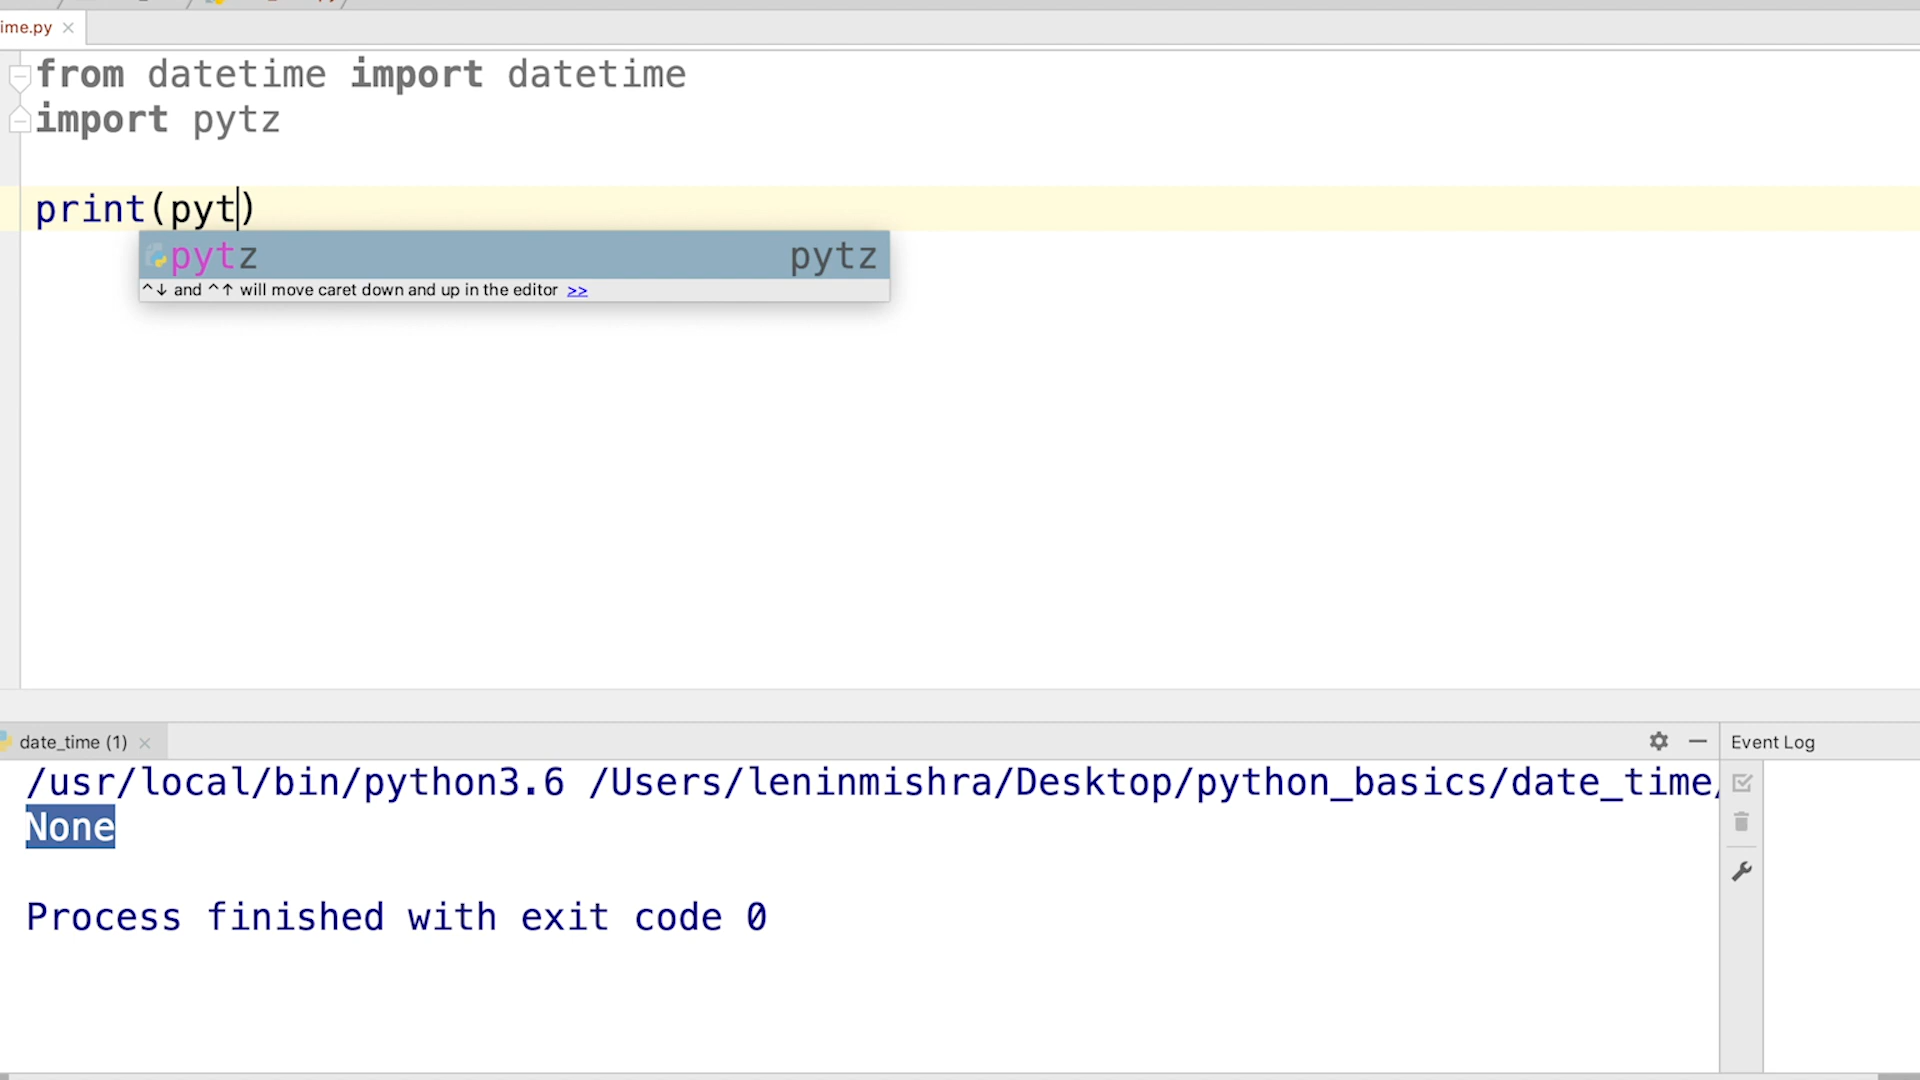 ime.py
from datetime import datetime
import pytz
print(pyt)
pytz pytz
^↓ and ^↑ will move caret down and up in the editor >>
date_time (1)
Event Log
/usr/local/bin/python3.6 /Users/leninmishra/Desktop/python_basics/date_time/
None
Process finished with exit code 0